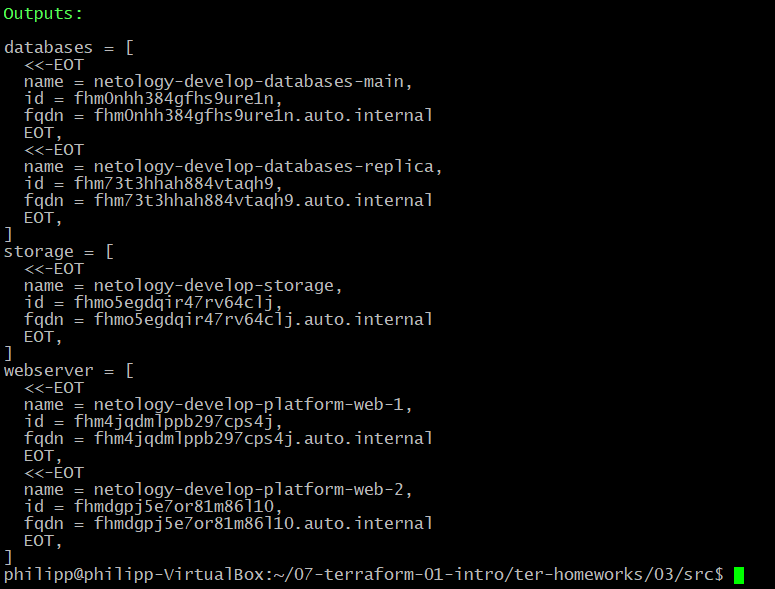 Outputs:
databases = [
<<-EOT
name = netology-develop-databases-main,
id = fhm0nhh384gfhs9ure1n,
fqdn = fhm0nhh384gfhs9ure1n.auto.internal
EOT,
<<-EOT
name = netology-develop-databases-replica,
id = fhm73t3hhah884vtaqh9,
fqdn = fhm73t3hhah884vtaqh9.auto.internal
EOT,
]
storage = [
<<-EOT
name = netology-develop-storage,
id = fhmo5egdqir47rv64clj,
fqdn = fhmo5egdqir47rv64clj.auto.internal
EOT,
]
webserver = [
<<-EOT
name = netology-develop-platform-web-1,
id = fhm4jqdmlppb297cps4j,
fqdn = fhm4jqdmlppb297cps4j.auto.internal
EOT,
<<-EOT
name = netology-develop-platform-web-2,
id = fhmdgpj5e7or81m86l10,
fqdn = fhmdgpj5e7or81m86l10.auto.internal
EOT,
]
philipp@philipp-VirtualBox:~/07-terraform-01-intro/ter-homeworks/03/src$